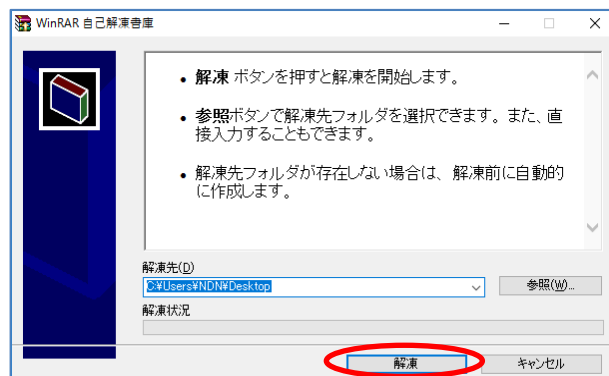 WinRAR 自己解凍書庫
• 解凍 ボタンを押すと解凍を開始します。
• 参照ボタンで解凍先フォルダを選択できます。また、直
接入力することもできます。
• 解凍先フォルダが存在しない場合は、解凍前に自動的
に作成します。
解凍先(D)
C:¥Users¥NDN¥Desktop
参照(W)...
解凍状況
解凍
キャンセル